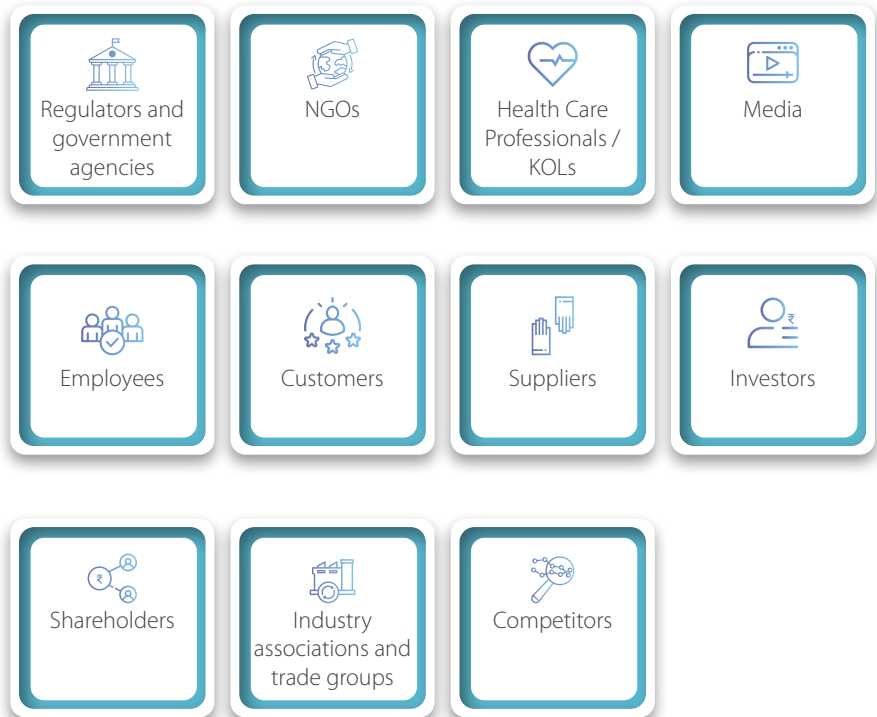 Regulators and
government
agencies
NGOs
Health Care
Professionals /
KOLs
Media
Employees
Customers
Suppliers
₹
Investors
₹
Shareholders
Industry
associations and
trade groups
Competitors